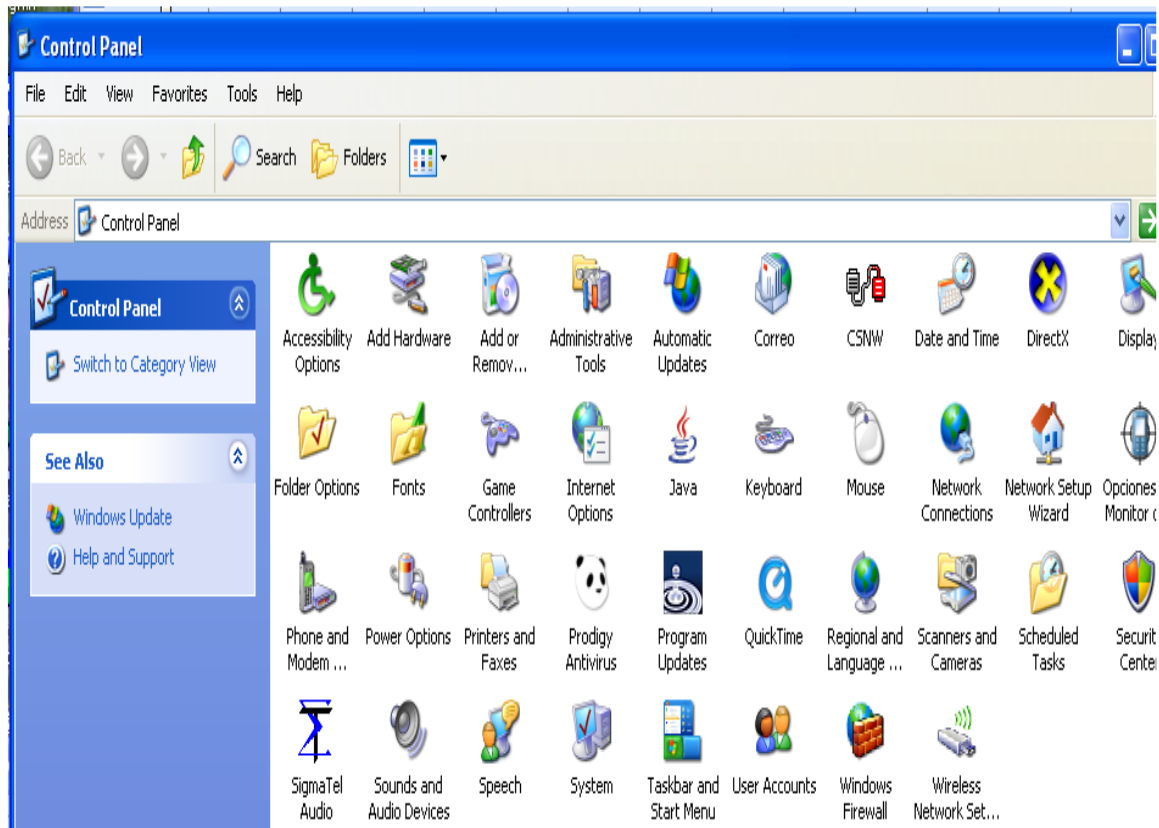 Control Panel
File Edit View Favorites Tools Help
Back Search Folders
Address Control Panel
Control Panel
Switch to Category View
See Also
Windows Update
Help and Support
Accessibility Options
Add Hardware
Add or Remov...
Administrative Tools
Automatic Updates
Correo
CSNW
Date and Time
DirectX
Display
Folder Options
Fonts
Game Controllers
Internet Options
Java
Keyboard
Mouse
Network Connections
Network Setup Wizard
Opciones
Monitor
Phone and Modem ...
Power Options
Printers and Faxes
Prodigy Antivirus
Program Updates
QuickTime
Regional and Language ...
Scanners and Cameras
Scheduled Tasks
Securit
Center
SigmaTel Audio
Sounds and Audio Devices
Speech
System
Taskbar and Start Menu
User Accounts
Windows Firewall
Wireless Network Set...